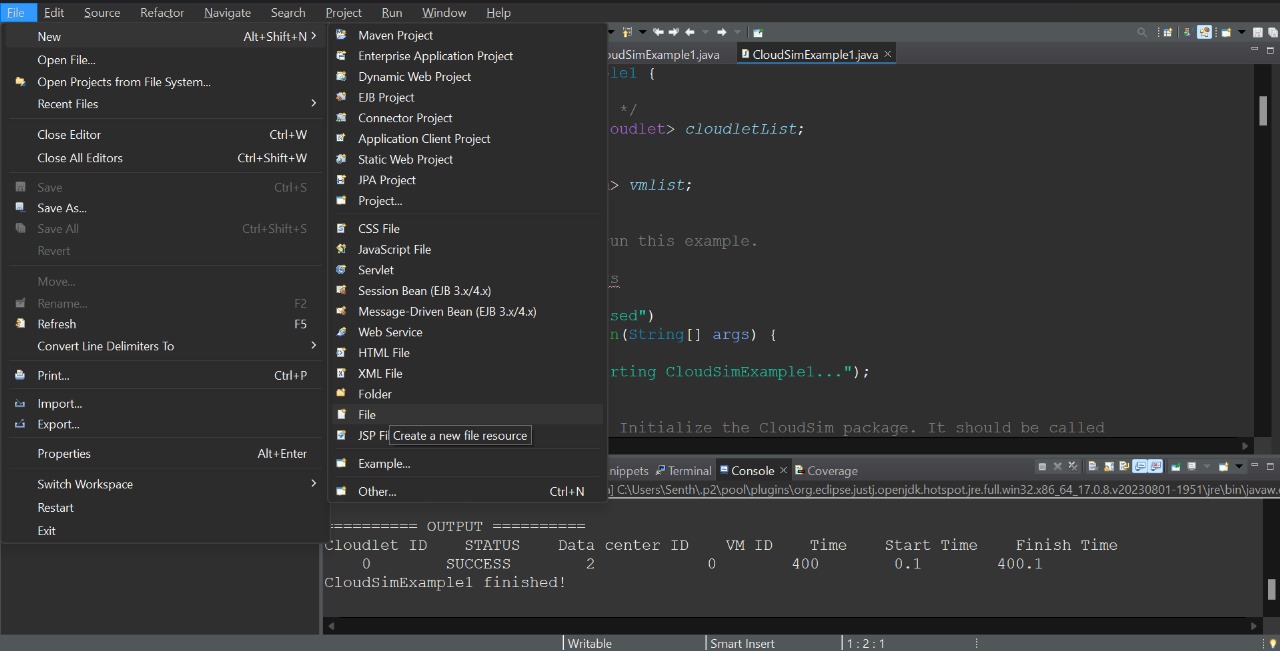 File Edit Source Refactor Navigate Search Project Run Window Help
New Alt+Shift+N
Open File...
Open Projects from File System...
Recent Files
Close Editor Ctrl+W
Close All Editors Ctrl+Shift+W
Save Ctrl+S
Save As...
Save All Ctrl+Shift+S
Revert
Move...
Rename... F2
Refresh F5
Convert Line Delimiters To
Print... Ctrl+P
Import...
Export...
Properties Alt+Enter
Switch Workspace
Restart
Exit
Maven Project
Enterprise Application Project
Dynamic Web Project
EJB Project
Connector Project
Application Client Project
Static Web Project
JPA Project
Project...
CSS File
JavaScript File
Servlet
Session Bean (EJB 3.x/4.x)
Message-Driven Bean (EJB 3.x/4.x)
Web Service
HTML File
XML File
Folder
File
JSP Fi
Create a new file resource
Example...
Other... Ctrl+N
oudSimExample1.java CloudSimExample1.java
le1 {
*/
oudlet> cloudletList;
> vmlist;
un this example.
s
sed")
n(String[] args) {
rting CloudSimExample1...");
Initialize the CloudSim package. It should be called
nippets Terminal Console Coverage
] C:\Users\Senth\.p2\pool\plugins\org.eclipse.justj.openjdk.hotspot.jre.full.win32.x86_64_17.0.8.v20230801-1951\jre\bin\javaw.e
========== OUTPUT ==========
Cloudlet ID STATUS Data center ID VM ID Time Start Time Finish Time
0 SUCCESS 2 0 400 0.1 400.1
CloudSimExample1 finished!
Writable Smart Insert 1 : 2 : 1